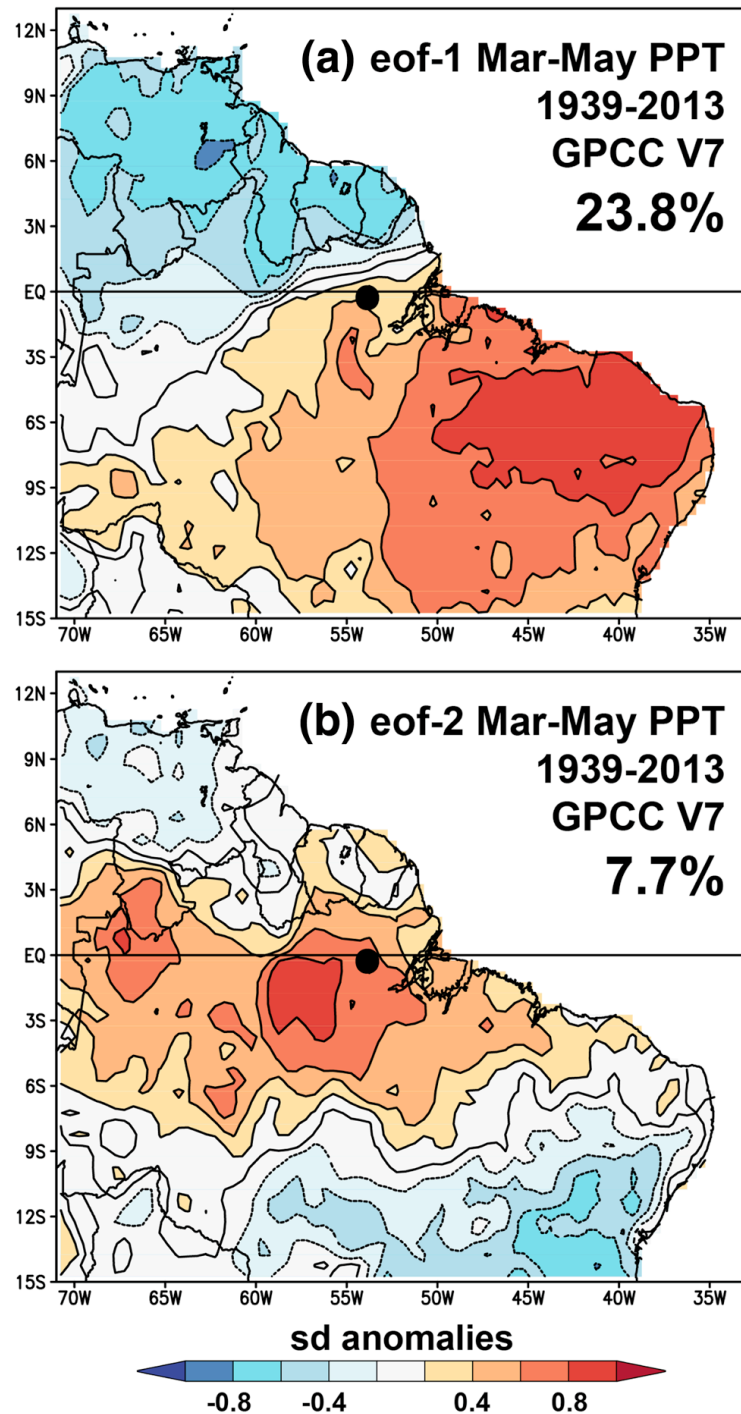 (a) eof-1 Mar-May PPT
1939-2013
GPCC V7
23.8%
12N
9N
6N
3N
EQ
3S
6S
9S
12S
15S
70W 65W 60W 55W 50W 45W 40W 35W
(b) eof-2 Mar-May PPT
1939-2013
GPCC V7
7.7%
12N
9N
6N
3N
EQ
3S
6S
9S
12S
15S
70W 65W 60W 55W 50W 45W 40W 35W
sd anomalies
-0.8 -0.4 0.4 0.8